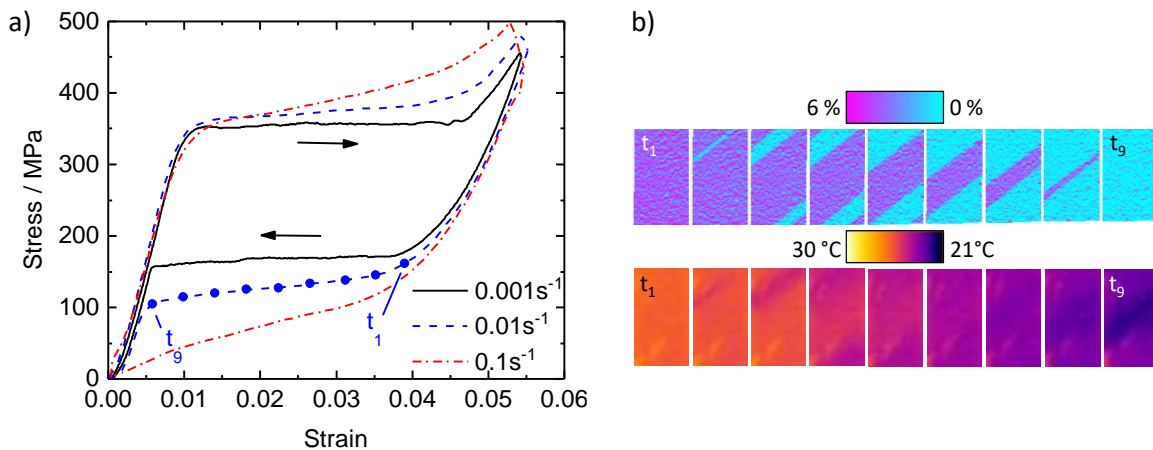 a)
500
400
300
200
100
0
Stress / MPa
0.00 0.01 0.02 0.03 0.04 0.05 0.06
Strain
t₉
t₁
0.001s⁻¹
0.01s⁻¹
0.1s⁻¹
b)
6 % 0 %
t₁ t₉
30 °C 21°C
t₁ t₉